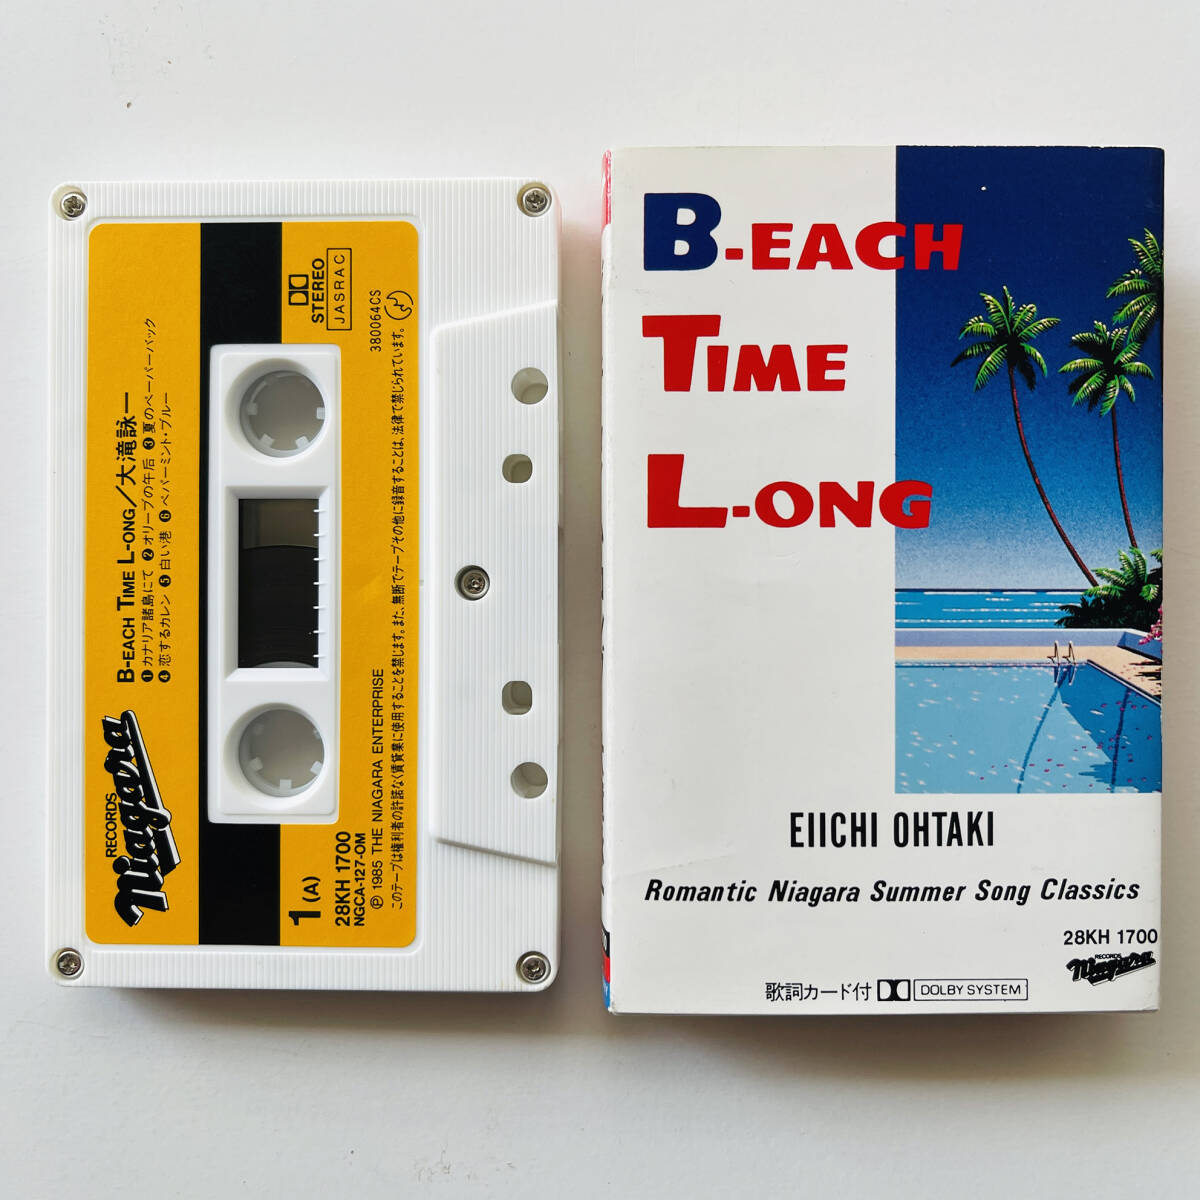 RECORDS
Niagara
B-EACH TIME L-ONG／大滝詠一
❶カナリア諸島にて ❷オリーブの午后 ❸夏のペーパーバック
❹恋するカレン ❺白い港 ❻ペパーミント・ブルー
STEREO
JASRAC
1(A)
28KH 1700
NGCA-127-OM
380064CS
Ⓟ 1985 THE NIAGARA ENTERPRISE
このテープは権利者の許諾なく賃貸業に使用することを禁じます。また、無断でテープその他に録音することは、法律で禁じられています。
B-EACH
TIME
L-ONG
EIICHI OHTAKI
Romantic Niagara Summer Song Classics
28KH 1700
RECORDS
Niagara
歌詞カード付 DOLBY SYSTEM